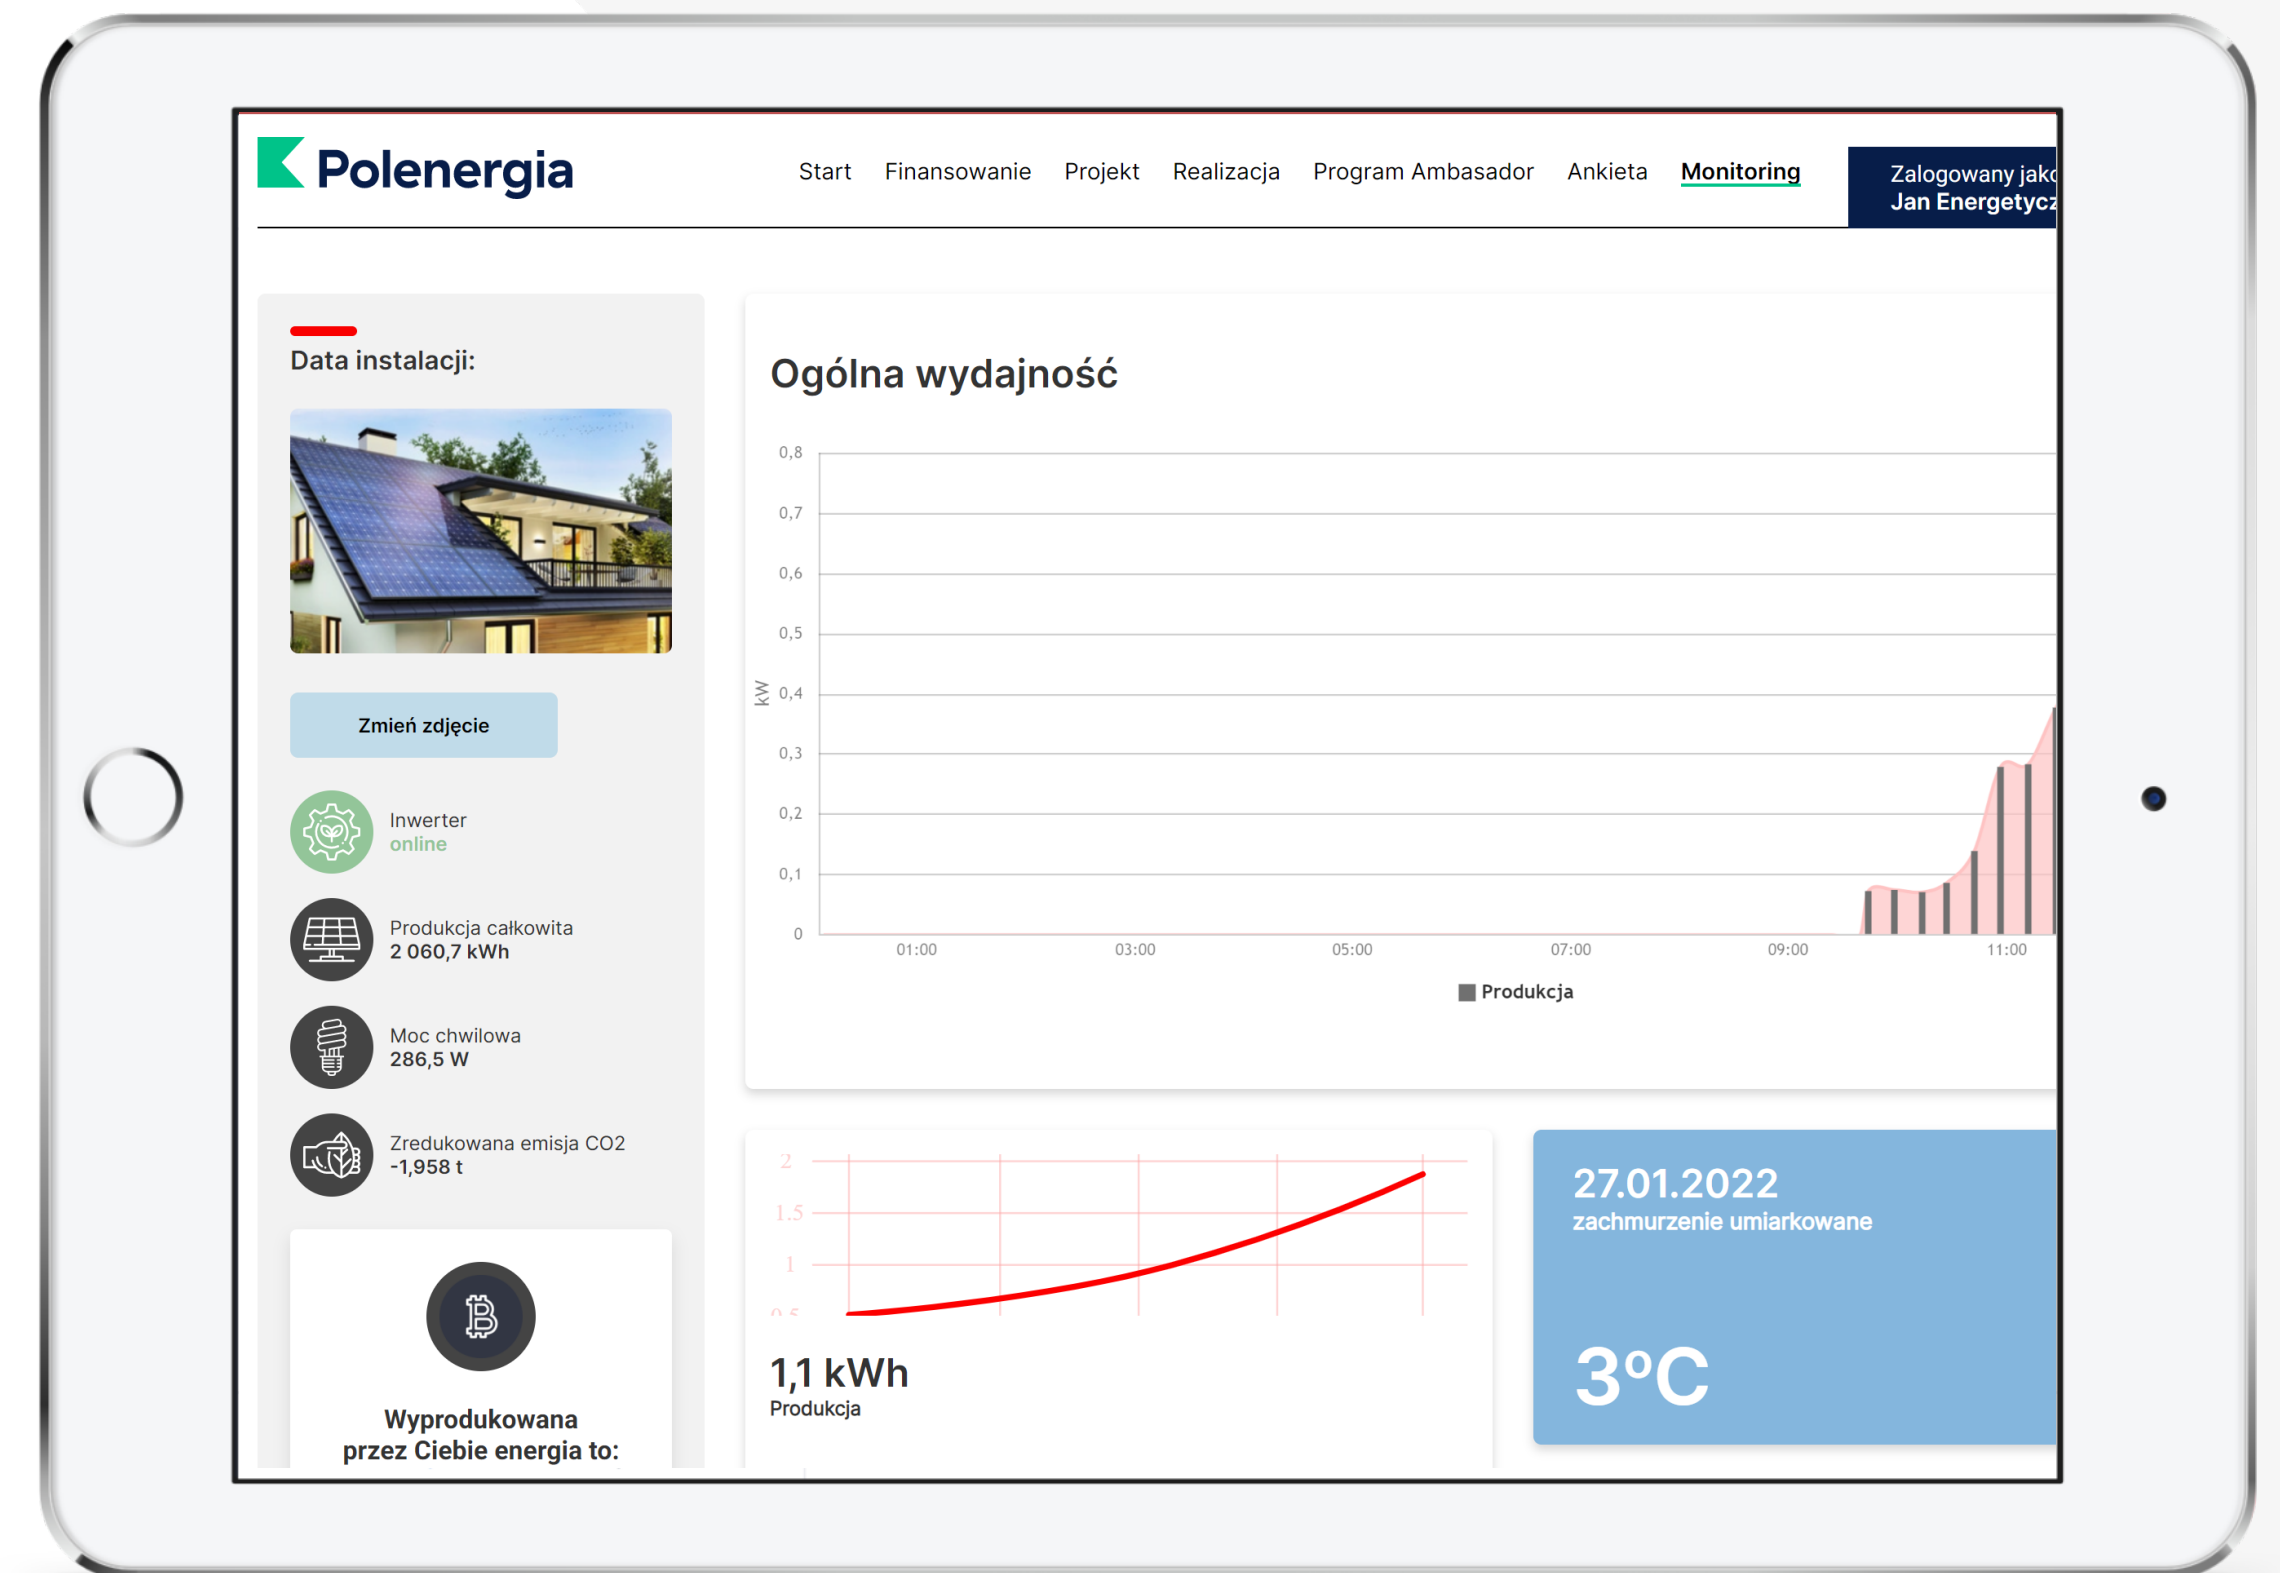 Polenergia
Start Finansowanie Projekt Realizacja Program Ambasador Ankieta Monitoring
Zalogowany jako
Jan Energetycz
Data instalacji:
Zmień zdjęcie
Inwerter
online
Produkcja całkowita
2 060,7 kWh
Moc chwilowa
286,5 W
Zredukowana emisja CO2
-1,958 t
Wyprodukowana
przez Ciebie energia to:
Ogólna wydajność
kW
0,8
0,7
0,6
0,5
0,4
0,3
0,2
0,1
0
01:00 03:00 05:00 07:00 09:00 11:00
Produkcja
2
1.5
1
0.5
1,1 kWh
Produkcja
27.01.2022
zachmurzenie umiarkowane
3°C